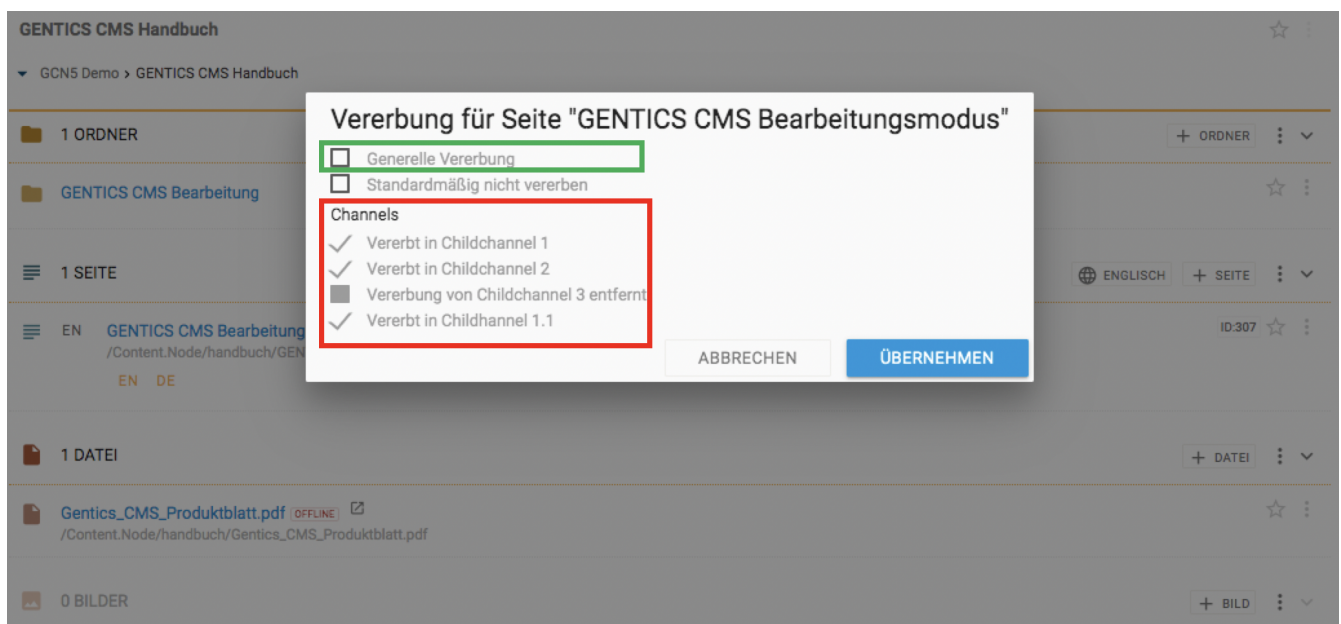 GENTICS CMS Handbuch
GCN5 Demo > GENTICS CMS Handbuch
Vererbung für Seite "GENTICS CMS Bearbeitungsmodus"
Generelle Vererbung
Standardmäßig nicht vererben
Channels
Vererbt in Childchannel 1
Vererbt in Childchannel 2
Vererbung von Childchannel 3 entfernt
Vererbt in Childhannel 1.1
ABBRECHEN ÜBERNEHMEN
1 ORDNER + ORDNER
GENTICS CMS Bearbeitung
1 SEITE ENGLISCH + SEITE
EN GENTICS CMS Bearbeitung ID:307
/Content.Node/handbuch/GEN
EN DE
1 DATEI + DATEI
Gentics_CMS_Produktblatt.pdf OFFLINE
/Content.Node/handbuch/Gentics_CMS_Produktblatt.pdf
0 BILDER + BILD